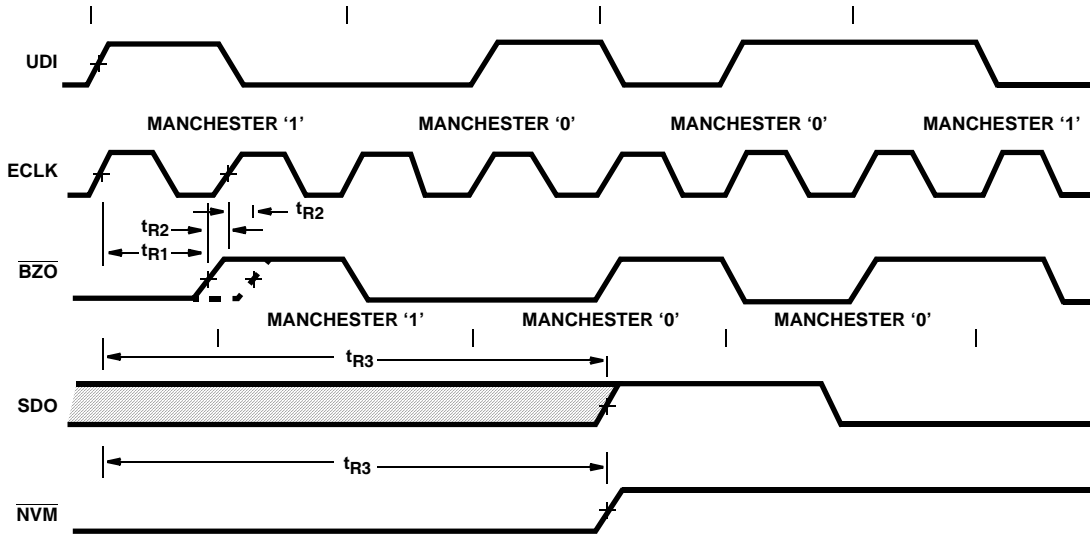 UDI
MANCHESTER ‘1’ MANCHESTER ‘0’ MANCHESTER ‘0’ MANCHESTER ‘1’
ECLK
tR2
tR2
tR1
BZO
MANCHESTER ‘1’ MANCHESTER ‘0’ MANCHESTER ‘0’
tR3
SDO
tR3
NVM